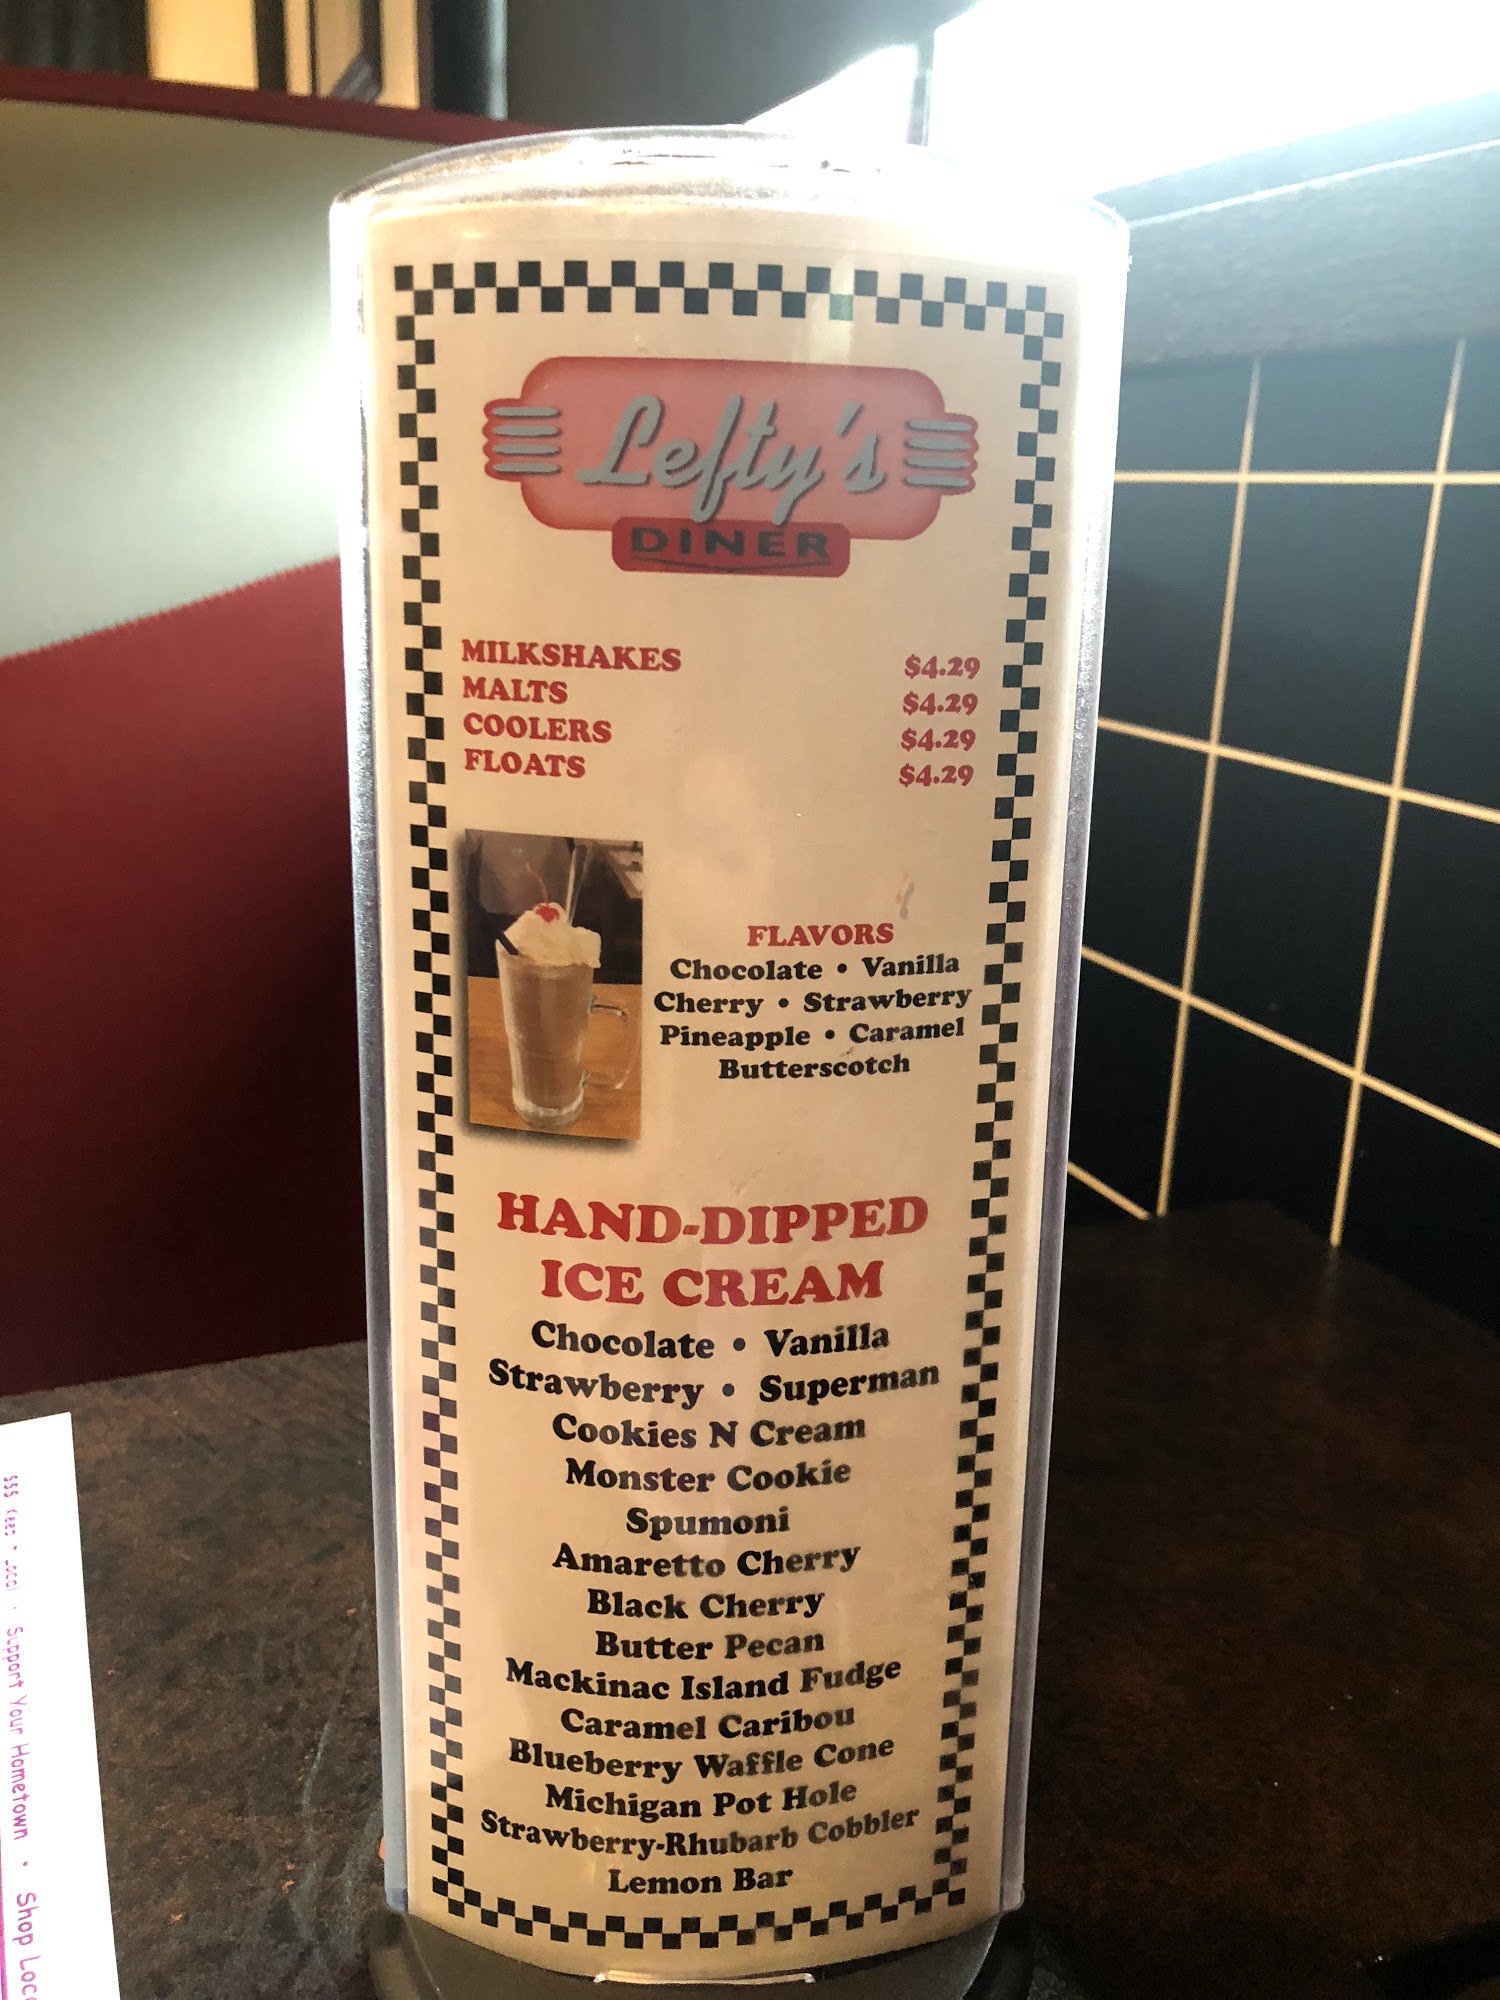 Lefty's
DINER
MILKSHAKES $4.29
MALTS $4.29
COOLERS $4.29
FLOATS $4.29
FLAVORS
Chocolate • Vanilla
Cherry • Strawberry
Pineapple • Caramel
Butterscotch
HAND-DIPPED
ICE CREAM
Chocolate • Vanilla
Strawberry • Superman
Cookies N Cream
Monster Cookie
Spumoni
Amaretto Cherry
Black Cherry
Butter Pecan
Mackinac Island Fudge
Caramel Caribou
Blueberry Waffle Cone
Michigan Pot Hole
Strawberry-Rhubarb Cobbler
Lemon Bar
Support Your Hometown • Shop